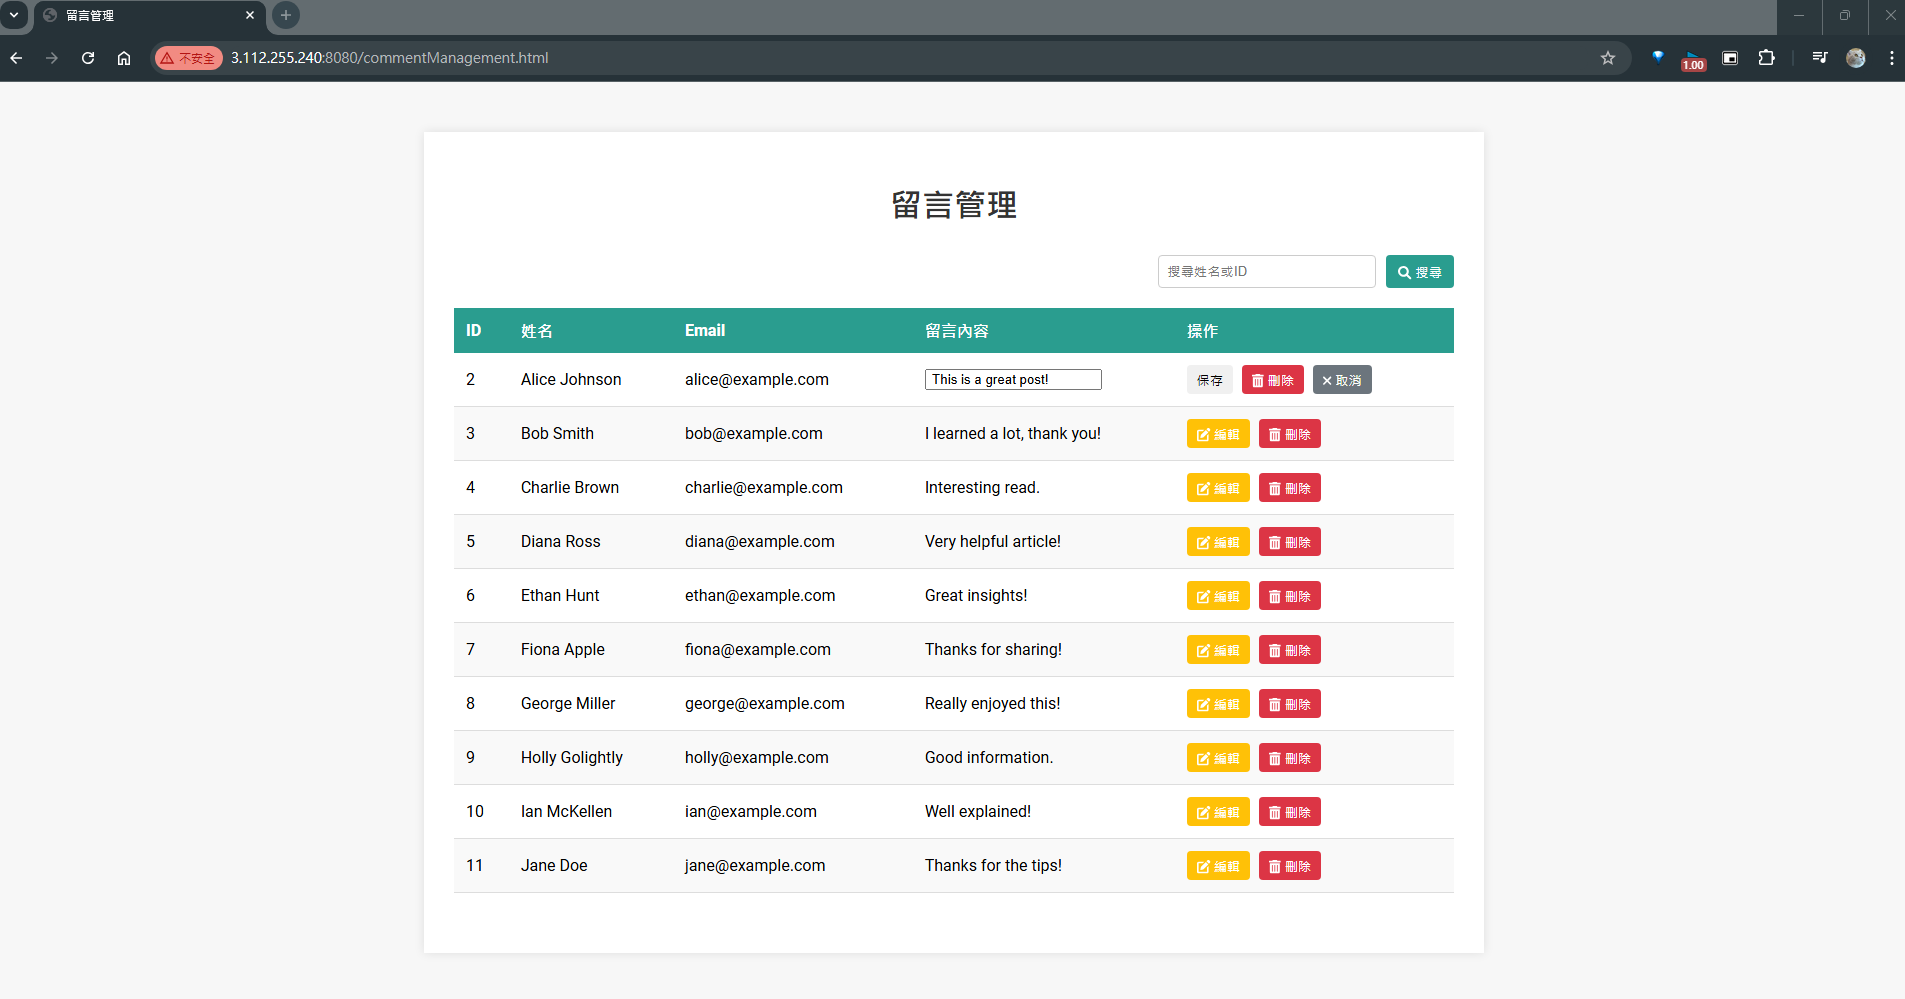 留言管理
不安全 3.112.255.240:8080/commentManagement.html
1.00
留言管理
搜尋姓名或ID 搜尋
ID 姓名 Email 留言內容 操作
2 Alice Johnson alice@example.com This is a great post! 保存 刪除 取消
3 Bob Smith bob@example.com I learned a lot, thank you! 編輯 刪除
4 Charlie Brown charlie@example.com Interesting read. 編輯 刪除
5 Diana Ross diana@example.com Very helpful article! 編輯 刪除
6 Ethan Hunt ethan@example.com Great insights! 編輯 刪除
7 Fiona Apple fiona@example.com Thanks for sharing! 編輯 刪除
8 George Miller george@example.com Really enjoyed this! 編輯 刪除
9 Holly Golightly holly@example.com Good information. 編輯 刪除
10 Ian McKellen ian@example.com Well explained! 編輯 刪除
11 Jane Doe jane@example.com Thanks for the tips! 編輯 刪除